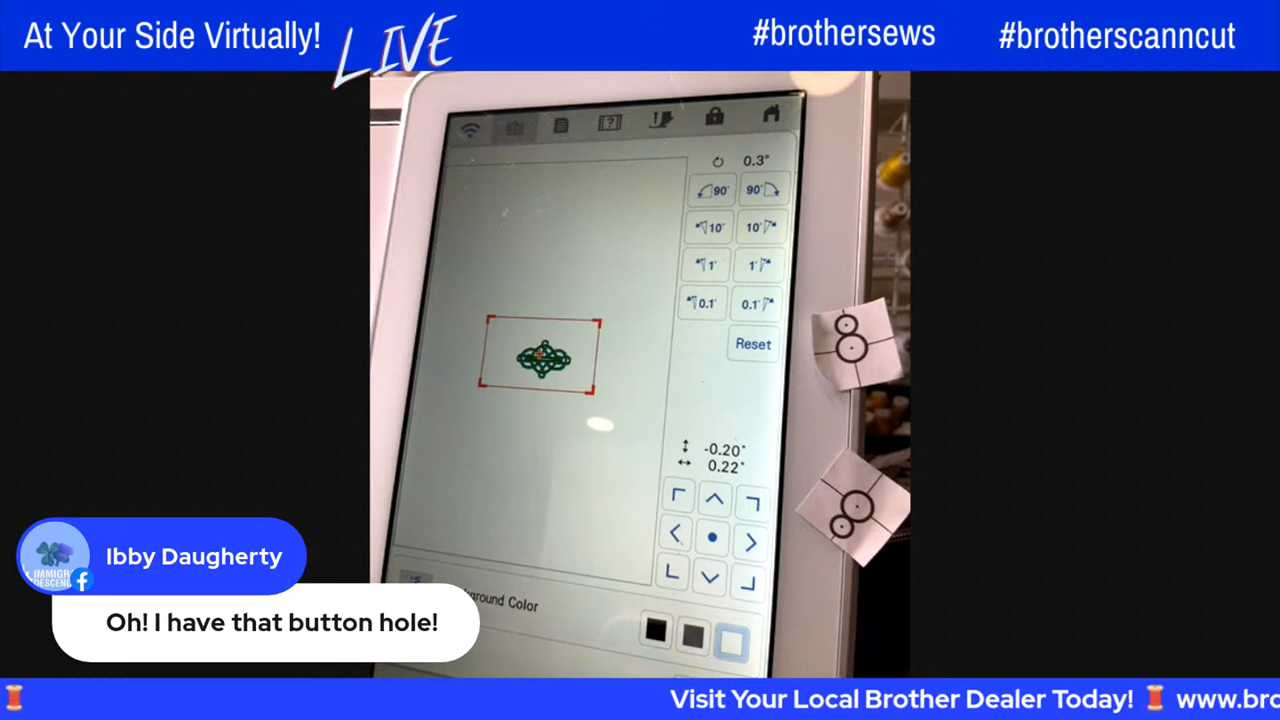 At Your Side Virtually!
LIVE
#brothersews
#brotherscanncut
0.3°
90°
90°
10°
10°
1°
1°
0.1°
0.1°
Reset
-0.20"
0.22"
Color
Ibby Daugherty
IMMIGR
Oh! I have that button hole!
Visit Your Local Brother Dealer Today!
www.bro